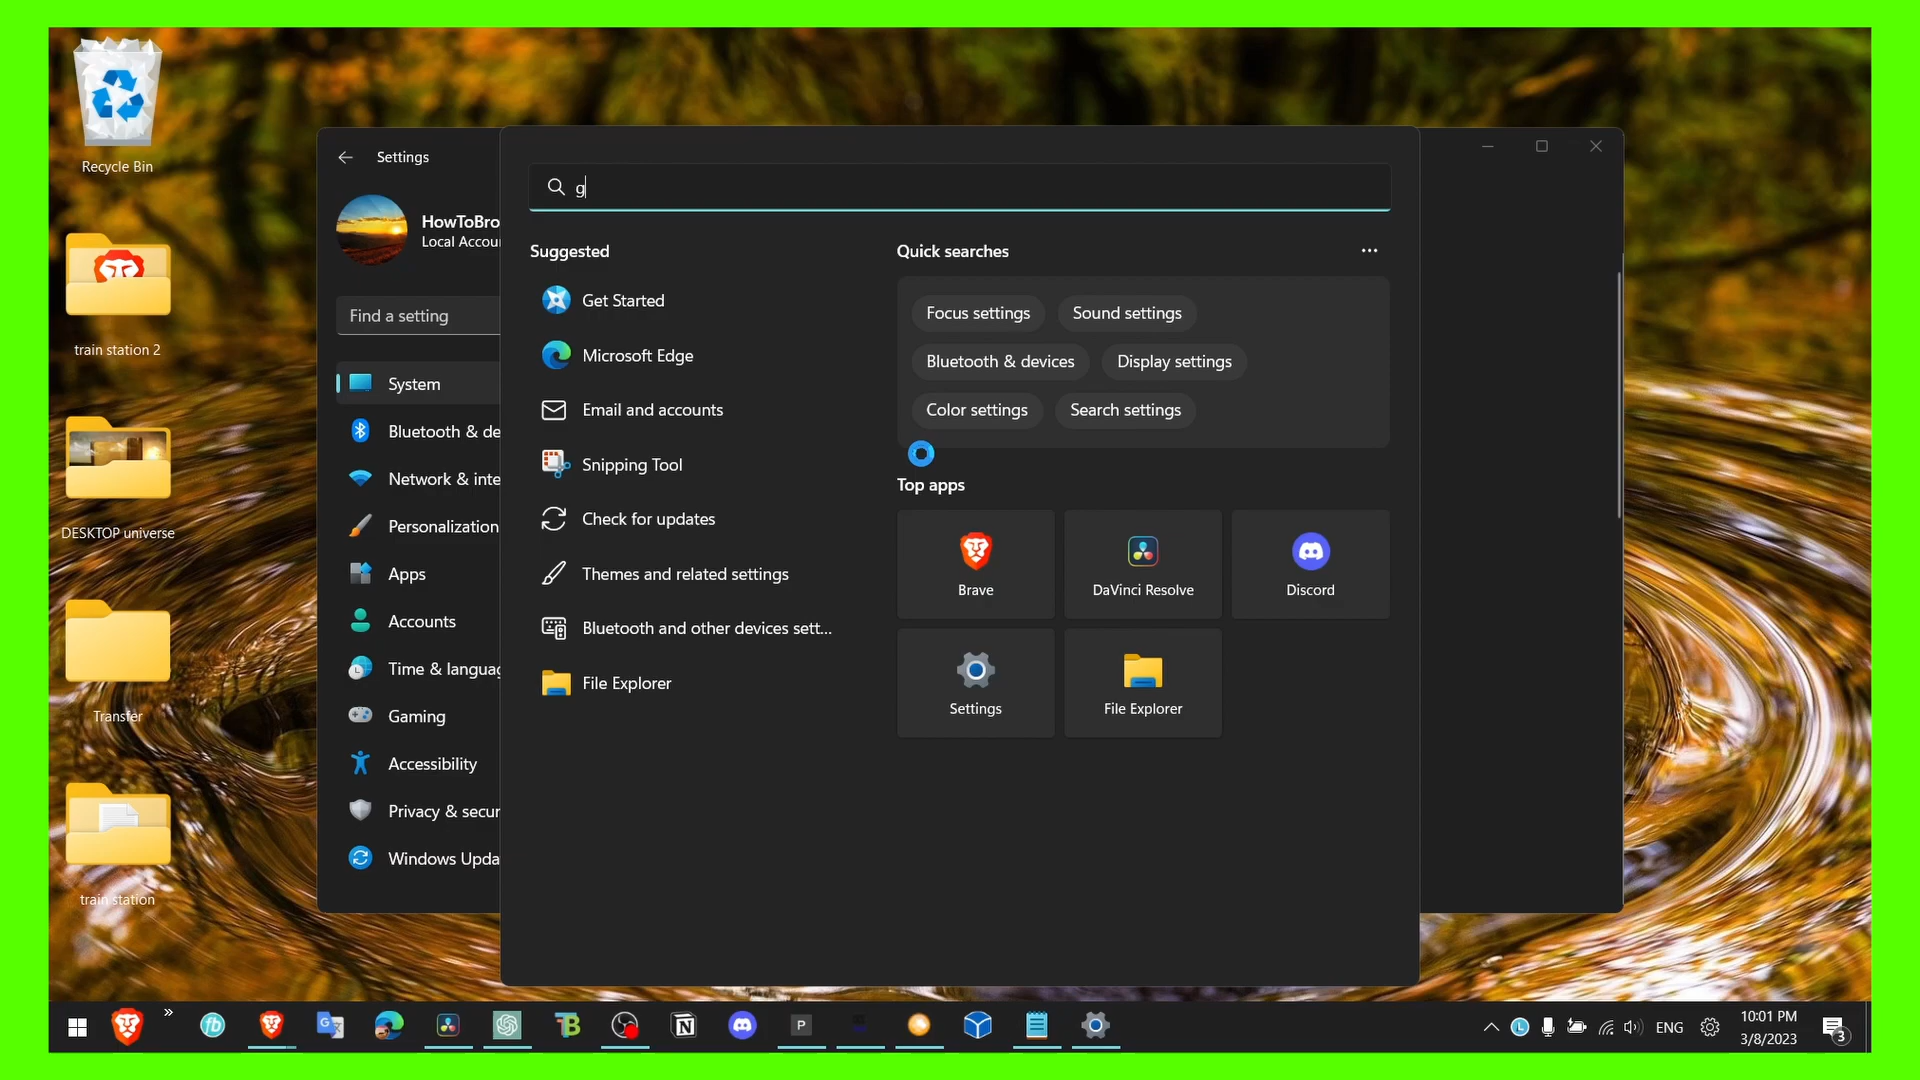 Recycle Bin
train station 2
DESKTOP universe
Transfer
train station
Settings
HowToBro
Local Accou
Find a setting
System
Bluetooth & de
Network & inte
Personalization
Apps
Accounts
Time & languag
Gaming
Accessibility
Privacy & secur
Windows Upda
g
Suggested
Get Started
Microsoft Edge
Email and accounts
Snipping Tool
Check for updates
Themes and related settings
Bluetooth and other devices sett...
File Explorer
Quick searches
Focus settings
Sound settings
Bluetooth & devices
Display settings
Color settings
Search settings
Top apps
Brave
DaVinci Resolve
Discord
Settings
File Explorer
ENG
10:01 PM
3/8/2023
3